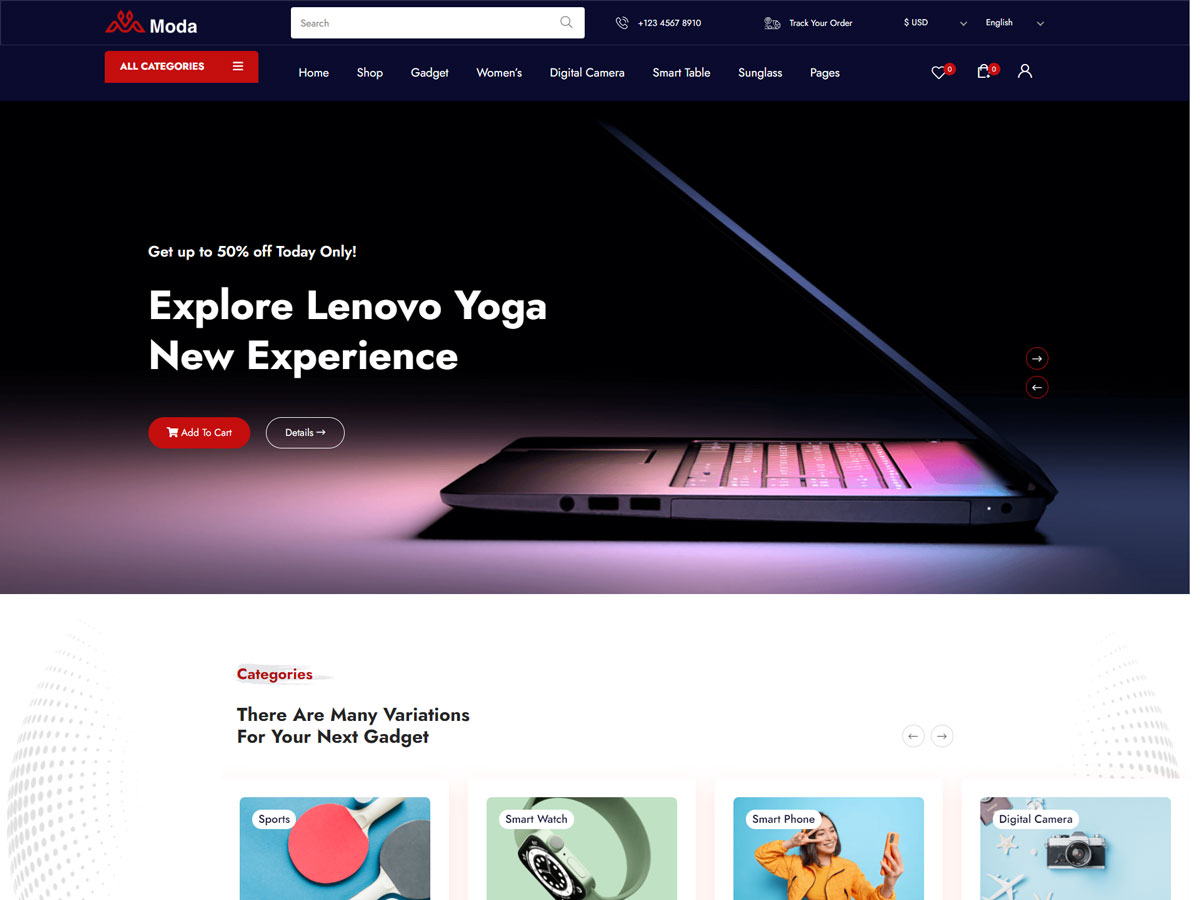 Moda
Search
+123 4567 8910
Track Your Order
$ USD
English
ALL CATEGORIES
Home
Shop
Gadget
Women's
Digital Camera
Smart Table
Sunglass
Pages
0
0
Get up to 50% off Today Only!
Explore Lenovo Yoga
New Experience
Add To Cart
Details →
Categories
There Are Many Variations
For Your Next Gadget
Sports
Smart Watch
Smart Phone
Digital Camera